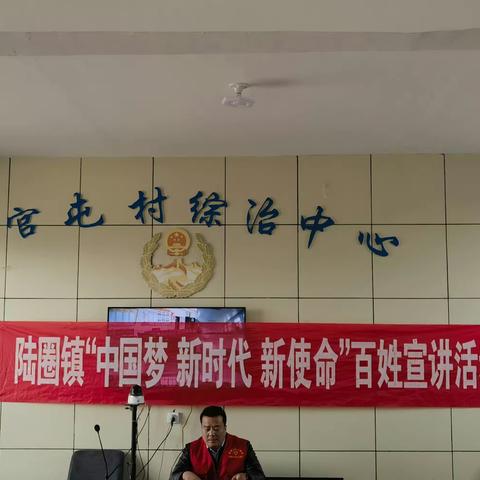 官屯村综治中心
陆圈镇“中国梦 新时代 新使命”百姓宣讲活